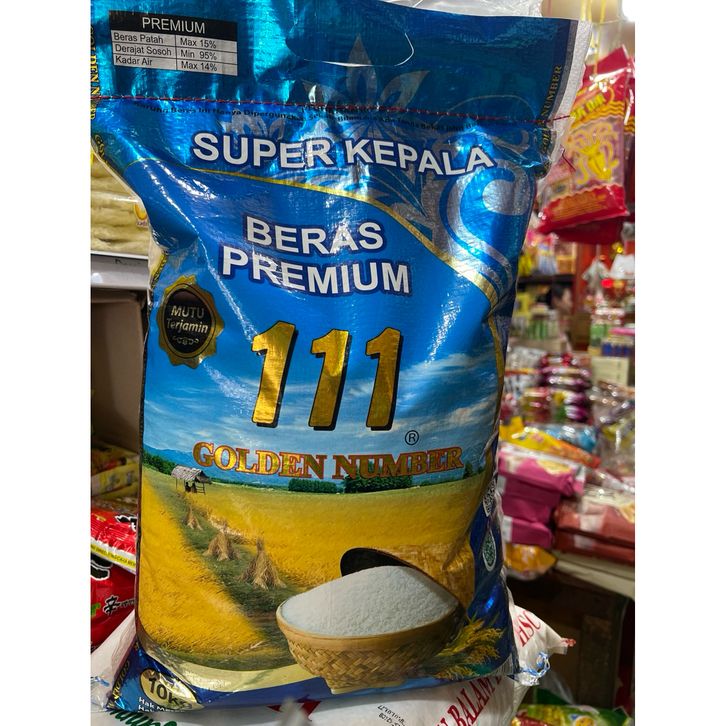 PREMIUM
Beras Patah Max 15%
Derajat Sosoh Min 95%
Kadar Air Max 14%
SUPER KEPALA
BERAS
PREMIUM
MUTU
Terjamin
111
®
GOLDEN NUMBER